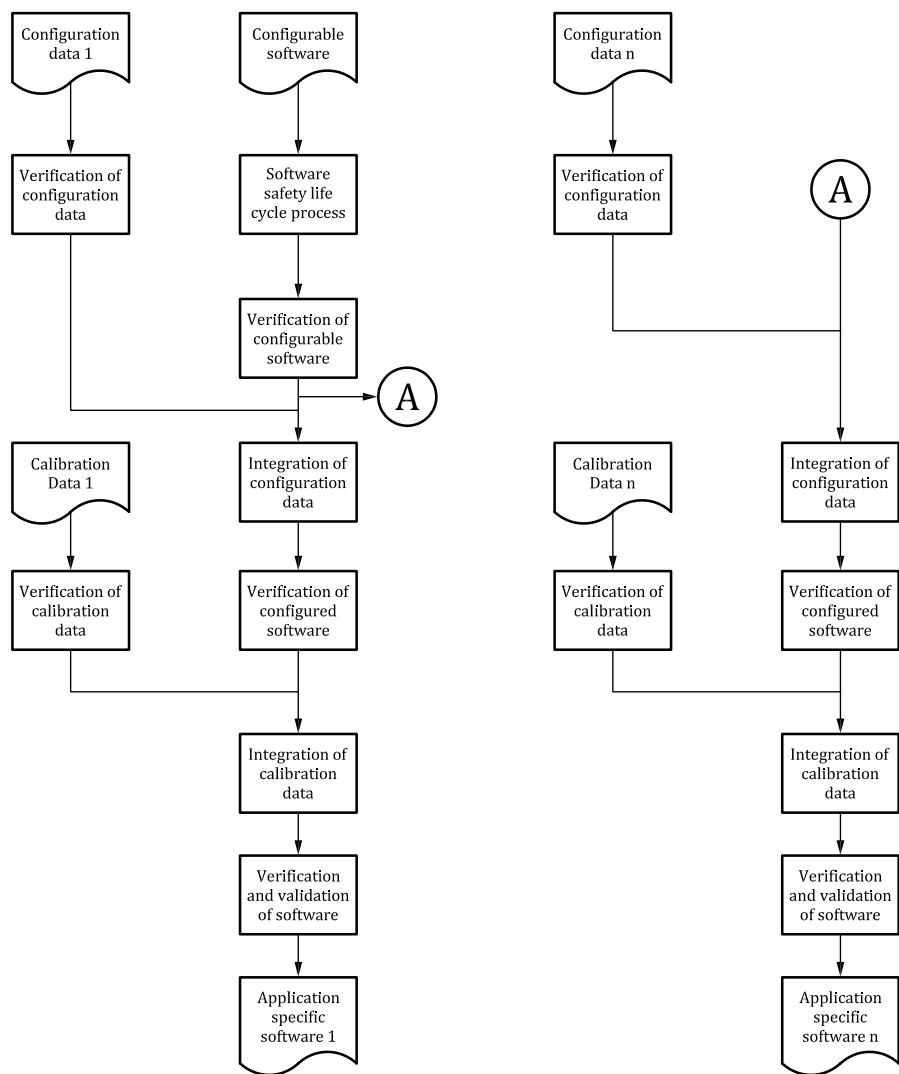 Configuration
data 1
Configurable
software
Configuration
data n
Verification of
configuration
data
Software
safety life
cycle process
Verification of
configuration
data
A
Verification of
configurable
software
A
Calibration
Data 1
Integration of
configuration
data
Calibration
Data n
Integration of
configuration
data
Verification of
calibration
data
Verification of
configured
software
Verification of
calibration
data
Verification of
configured
software
Integration of
calibration
data
Integration of
calibration
data
Verification
and validation
of software
Verification
and validation
of software
Application
specific
software 1
Application
specific
software n